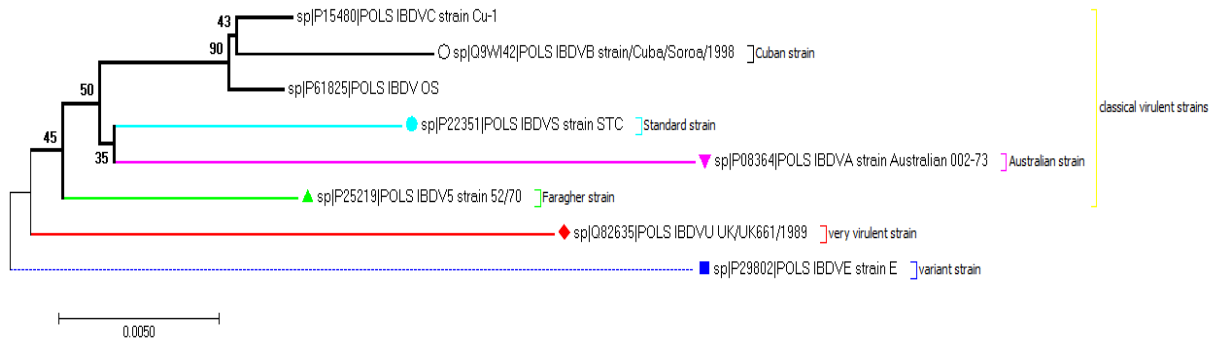 43
sp|P15480|POLS IBDVC strain Cu-1
90
sp|Q9WI42|POLS IBDVB strain/Cuba/Soroa/1998 Cuban strain
sp|P61825|POLS IBDV OS
50
classical virulent strains
sp|P22351|POLS IBDVS strain STC Standard strain
45
35
sp|P08364|POLS IBDVA strain Australian 002-73 Australian strain
sp|P25219|POLS IBDV5 strain 52/70 Faragher strain
sp|Q82635|POLS IBDVU UK/UK661/1989 very virulent strain
sp|P29802|POLS IBDVE strain E variant strain
0.0050